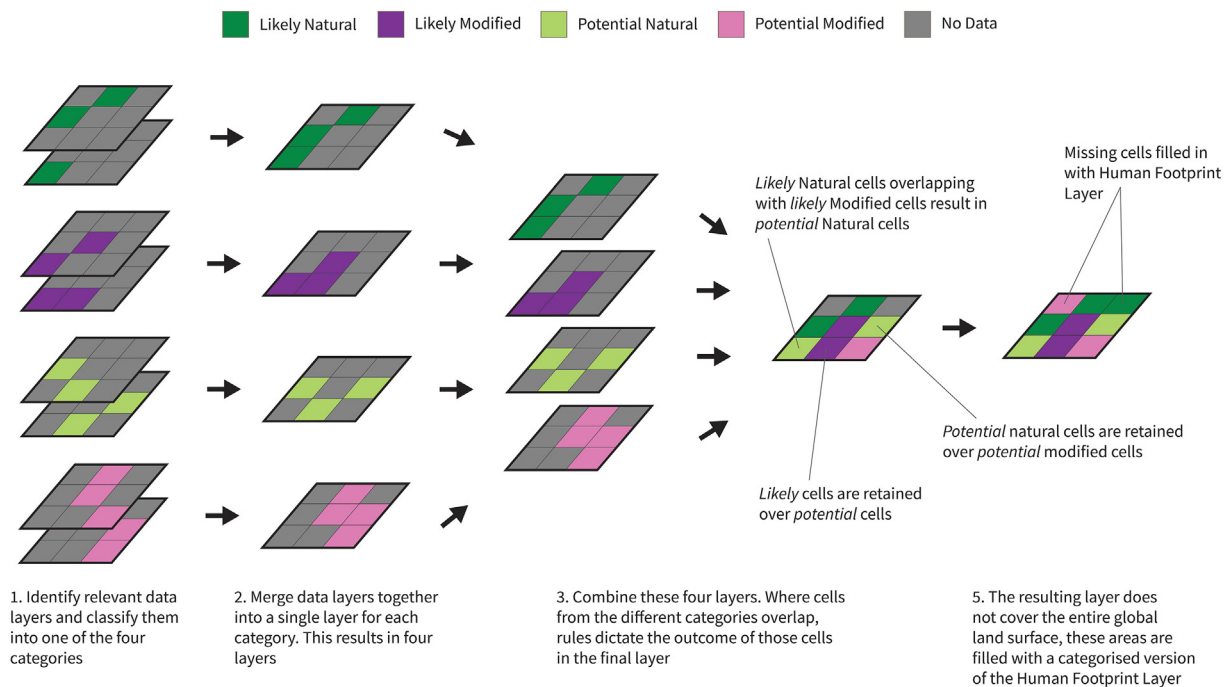 Likely Natural
Likely Modified
Potential Natural
Potential Modified
No Data
Likely Natural cells overlapping
with likely Modified cells result in
potential Natural cells
Missing cells filled in
with Human Footprint
Layer
Potential natural cells are retained
over potential modified cells
Likely cells are retained
over potential cells
1. Identify relevant data
layers and classify them
into one of the four
categories
2. Merge data layers together
into a single layer for each
category. This results in four
layers
3. Combine these four layers. Where cells
from the different categories overlap,
rules dictate the outcome of those cells
in the final layer
5. The resulting layer does
not cover the entire global
land surface, these areas are
filled with a categorised version
of the Human Footprint Layer